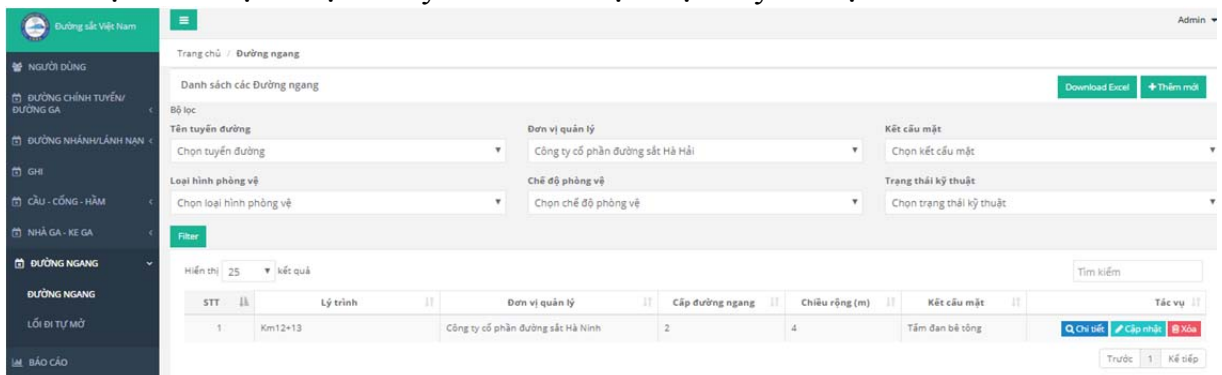 Đường sắt Việt Nam
Admin
Trang chủ / Đường ngang
NGƯỜI DÙNG
ĐƯỜNG CHÍNH TUYẾN/
ĐƯỜNG GA
ĐƯỜNG NHÁNH/LÁNH NẠN
GHI
CẦU - CỐNG - HẦM
NHÀ GA - KE GA
ĐƯỜNG NGANG
ĐƯỜNG NGANG
LỐI ĐI TỰ MỞ
BÁO CÁO
Danh sách các Đường ngang
Download Excel
Thêm mới
Bộ lọc
Tên tuyến đường
Đơn vị quản lý
Kết cấu mặt
Chọn tuyến đường
Công ty cổ phần đường sắt Hà Hải
Chọn kết cấu mặt
Loại hình phòng vệ
Chế độ phòng vệ
Trạng thái kỹ thuật
Chọn loại hình phòng vệ
Chọn chế độ phòng vệ
Chọn trạng thái kỹ thuật
Filter
Hiển thị 25 kết quả
Tìm kiếm
STT Lý trình Đơn vị quản lý Cấp đường ngang Chiều rộng (m) Kết cấu mặt Tác vụ
1 Km12+13 Công ty cổ phần đường sắt Hà Ninh 2 4 Tấm đan bê tông Chi tiết Cập nhật Xóa
Trước 1 Kế tiếp